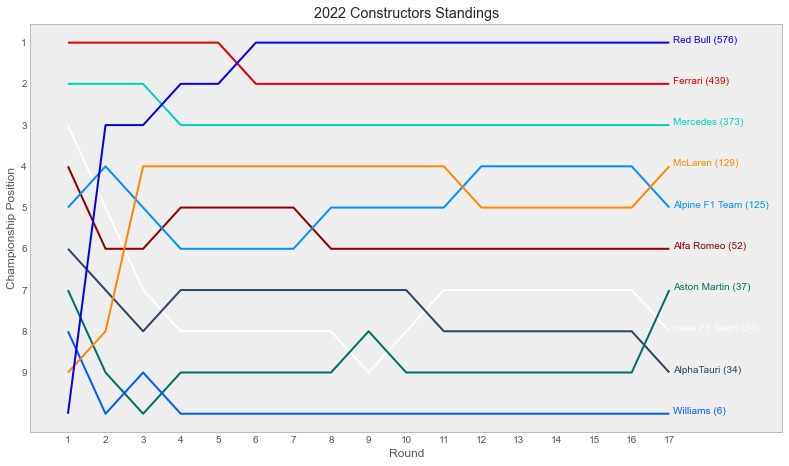 2022 Constructors Standings
Championship Position
1
2
3
4
5
6
7
8
9
Red Bull (576)
Ferrari (439)
Mercedes (373)
McLaren (129)
Alpine F1 Team (125)
Alfa Romeo (52)
Aston Martin (37)
Haas F1 Team (34)
AlphaTauri (34)
Williams (6)
1 2 3 4 5 6 7 8 9 10 11 12 13 14 15 16 17
Round